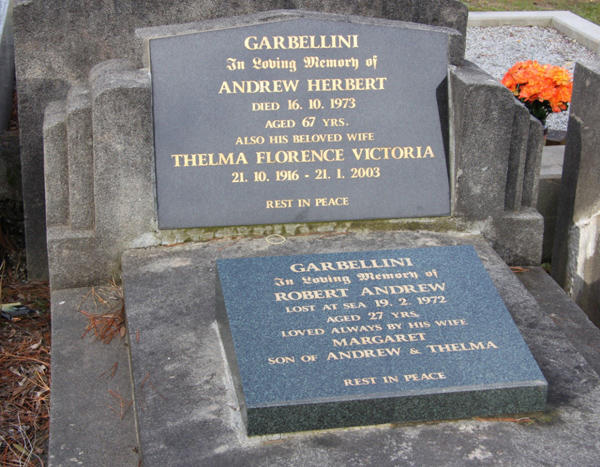 GARBELLINI
In Loving Memory of
ANDREW HERBERT
DIED 16. 10. 1973
AGED 67 YRS.
ALSO HIS BELOVED WIFE
THELMA FLORENCE VICTORIA
21. 10. 1916 - 21. 1. 2003
REST IN PEACE
GARBELLINI
In Loving Memory of
ROBERT ANDREW
LOST AT SEA 19. 2. 1972
AGED 27 YRS.
LOVED ALWAYS BY HIS WIFE
MARGARET
SON OF ANDREW & THELMA
REST IN PEACE